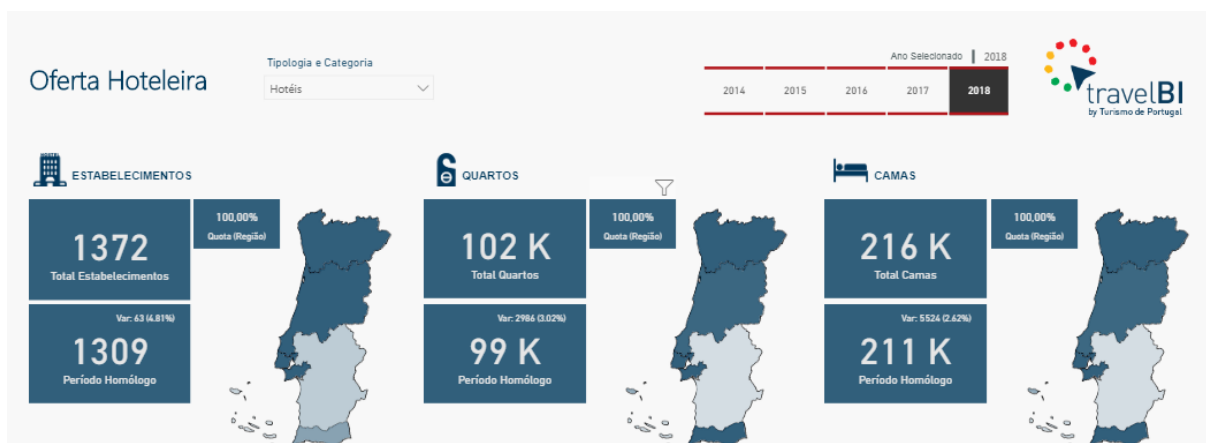 Oferta Hoteleira
Tipologia e Categoria
Hotéis
Ano Selecionado | 2018
2014 2015 2016 2017 2018
travelBI
by Turismo de Portugal
ESTABELECIMENTOS
1372
Total Estabelecimentos
100,00%
Quota (Região)
Var: 63 (4.81%)
1309
Período Homólogo
QUARTOS
102 K
Total Quartos
100,00%
Quota (Região)
Var: 2986 (3.02%)
99 K
Período Homólogo
CAMAS
216 K
Total Camas
100,00%
Quota (Região)
Var: 5524 (2.62%)
211 K
Período Homólogo